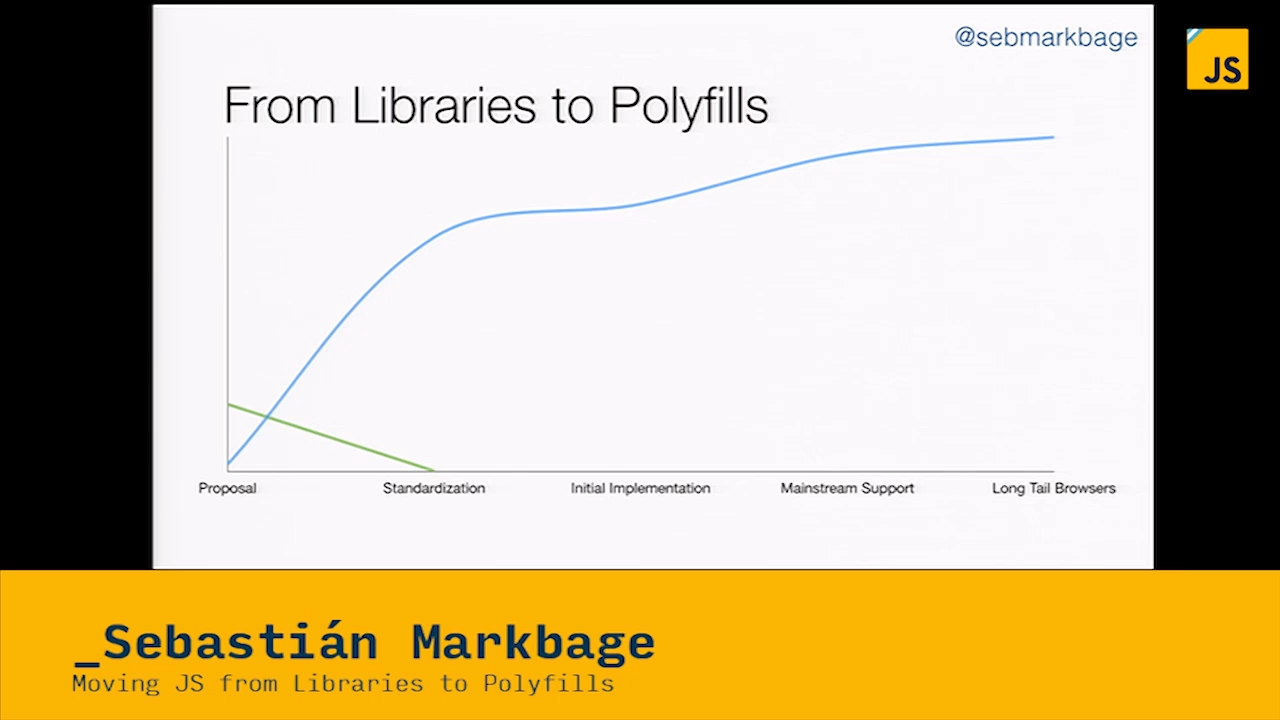 @sebmarkbage
JS
From Libraries to Polyfills
Proposal
Standardization
Initial Implementation
Mainstream Support
Long Tail Browsers
_Sebastián Markbage
Moving JS from Libraries to Polyfills